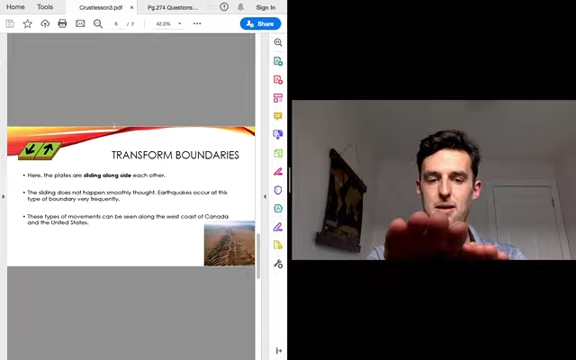 Home Tools Crustlesson3.pdf × Pg.274 Questions... Sign In
6 / 7 42.3% Share
TRANSFORM BOUNDARIES
• Here, the plates are sliding along side each other.
• The sliding does not happen smoothly thought. Earthquakes occur at this
type of boundary very frequently.
• These types of movements can be seen along the west coast of Canada
and the United States.